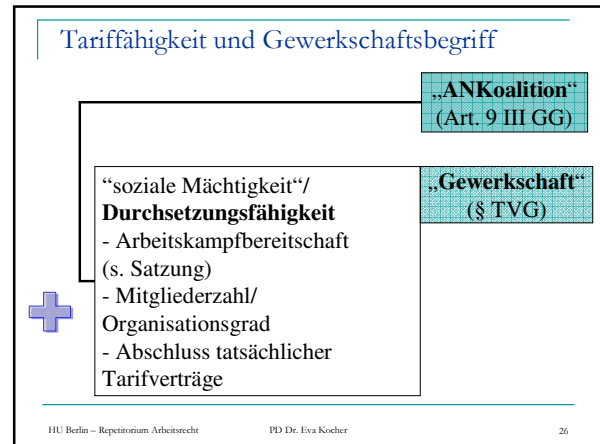 Tariffähigkeit und Gewerkschaftsbegriff
„ANKoalition“
(Art. 9 III GG)
“soziale Mächtigkeit“/
Durchsetzungsfähigkeit
- Arbeitskampfbereitschaft
(s. Satzung)
- Mitgliederzahl/
Organisationsgrad
- Abschluss tatsächlicher
Tarifverträge
„Gewerkschaft“
(§ TVG)
HU Berlin – Repetitorium Arbeitsrecht PD Dr. Eva Kocher 26